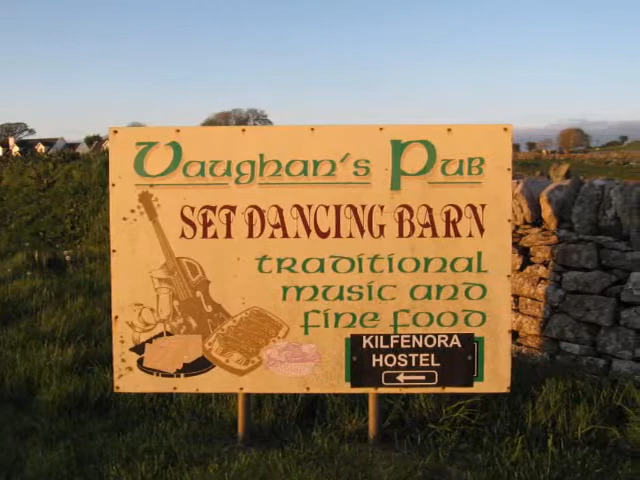 Vaughan's Pub
SET DANCING BARN
traditional
music and
fine food
KILFENORA
HOSTEL